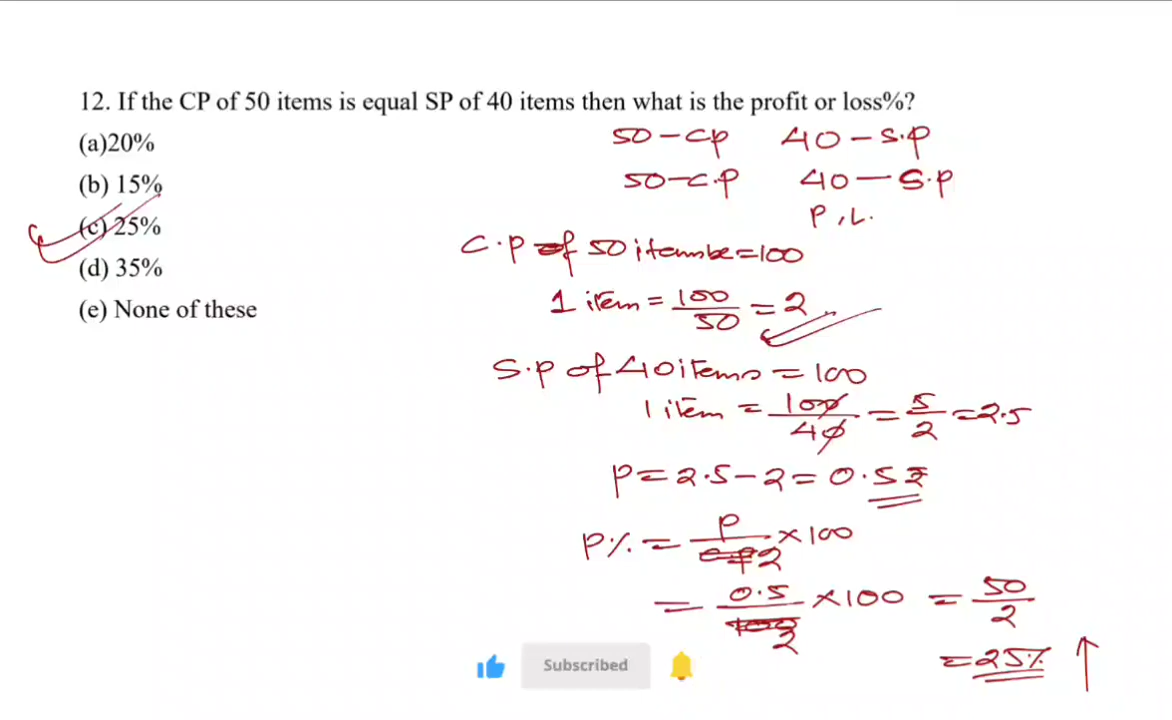 12. If the CP of 50 items is equal SP of 40 items then what is the profit or loss%?
(a)20%
(b) 15%
(c) 25%
(d) 35%
(e) None of these
50 - CP 40 - S.P
50 - C.P 40 - S.P
P, L.
C.P of 50 items be = 100
1 item = 100/50 = 2
S.P of 40 items = 100
1 item = 100/40 = 5/2 = 2.5
P = 2.5 - 2 = 0.5 ₹
P% = P/2 × 100
= 0.5/2 × 100 = 50/2
= 25% ↑
Subscribed